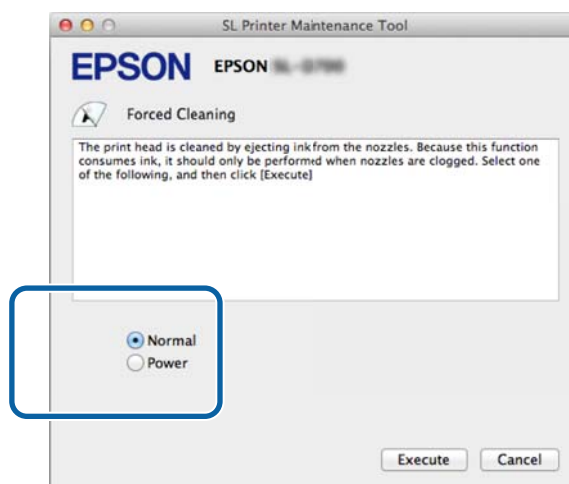 SL Printer Maintenance Tool
EPSON EPSON
Forced Cleaning
The print head is cleaned by ejecting ink from the nozzles. Because this function
consumes ink, it should only be performed when nozzles are clogged. Select one
of the following, and then click [Execute]
Normal
Power
Execute Cancel